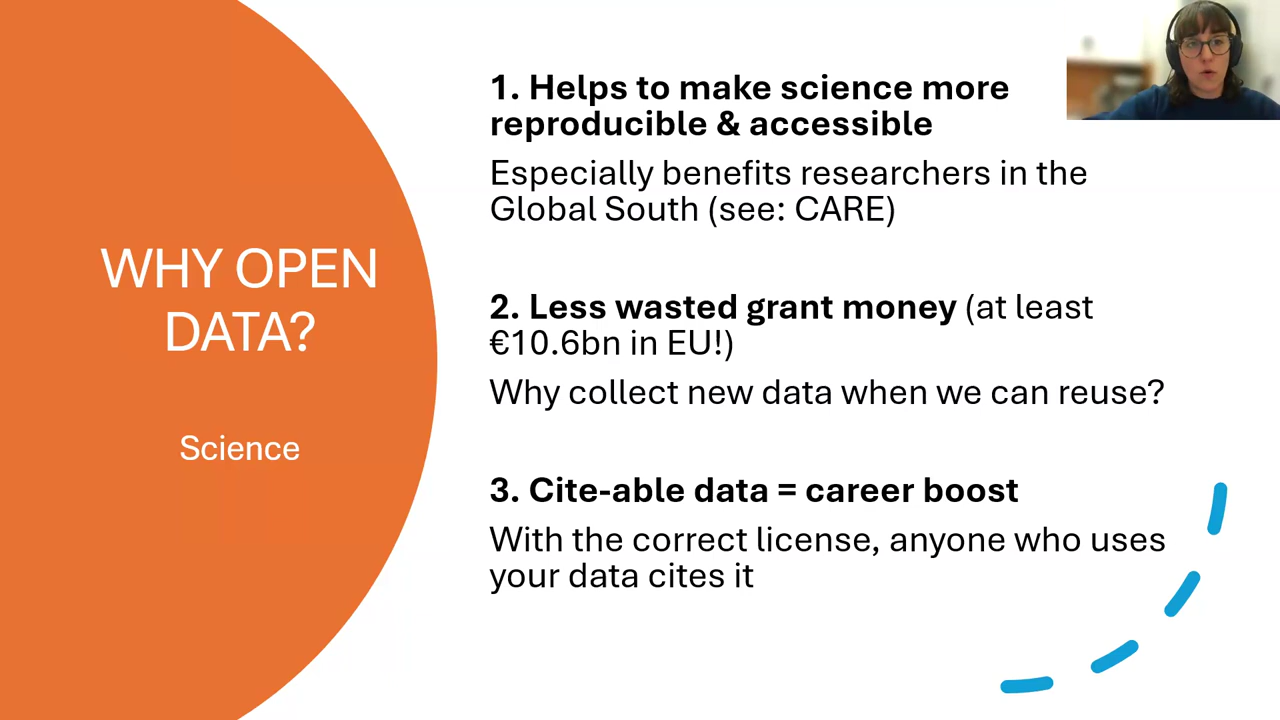 WHY OPEN
DATA?
Science
1. Helps to make science more
reproducible & accessible
Especially benefits researchers in the
Global South (see: CARE)
2. Less wasted grant money (at least
€10.6bn in EU!)
Why collect new data when we can reuse?
3. Cite-able data = career boost
With the correct license, anyone who uses
your data cites it